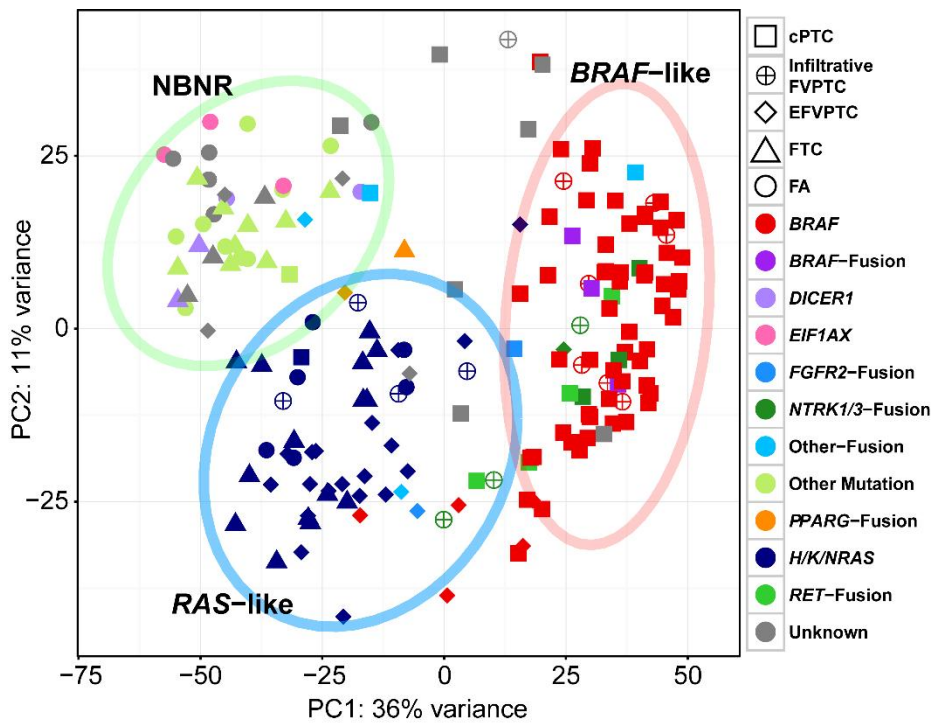 NBNR
BRAF−like
RAS−like
25
0
−25
−75
−50
−25
0
25
50
PC1: 36% variance
PC2: 11% variance
cPTC
Infiltrative
FVPTC
EFVPTC
FTC
FA
BRAF
BRAF−Fusion
DICER1
EIF1AX
FGFR2−Fusion
NTRK1/3−Fusion
Other−Fusion
Other Mutation
PPARG−Fusion
H/K/NRAS
RET−Fusion
Unknown